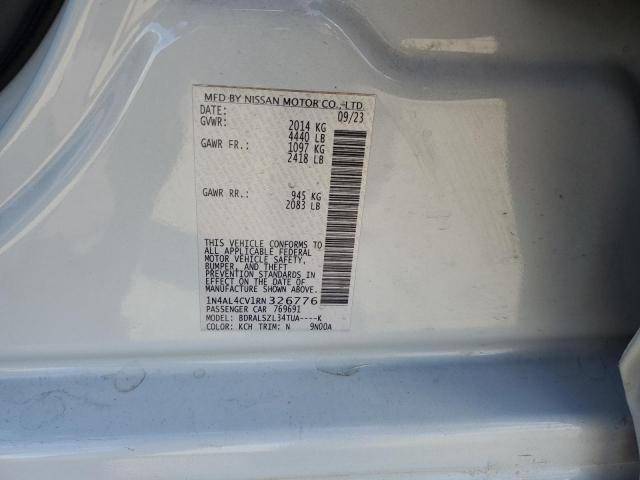 MFD BY NISSAN MOTOR CO.,LTD.
DATE: 09/23
GVWR: 2014 KG
4440 LB
GAWR FR.: 1097 KG
2418 LB
GAWR RR.: 945 KG
2083 LB
THIS VEHICLE CONFORMS TO
ALL APPLICABLE FEDERAL
MOTOR VEHICLE SAFETY,
BUMPER, AND THEFT
PREVENTION STANDARDS IN
EFFECT ON THE DATE OF
MANUFACTURE SHOWN ABOVE.
1N4AL4CV1RN326776
PASSENGER CAR 769691
MODEL: BDRALSZL34TUA----K
COLOR: KCH TRIM: N 9N00A